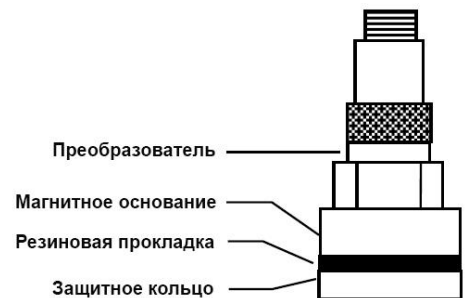 Преобразователь
Магнитное основание
Резиновая прокладка
Защитное кольцо